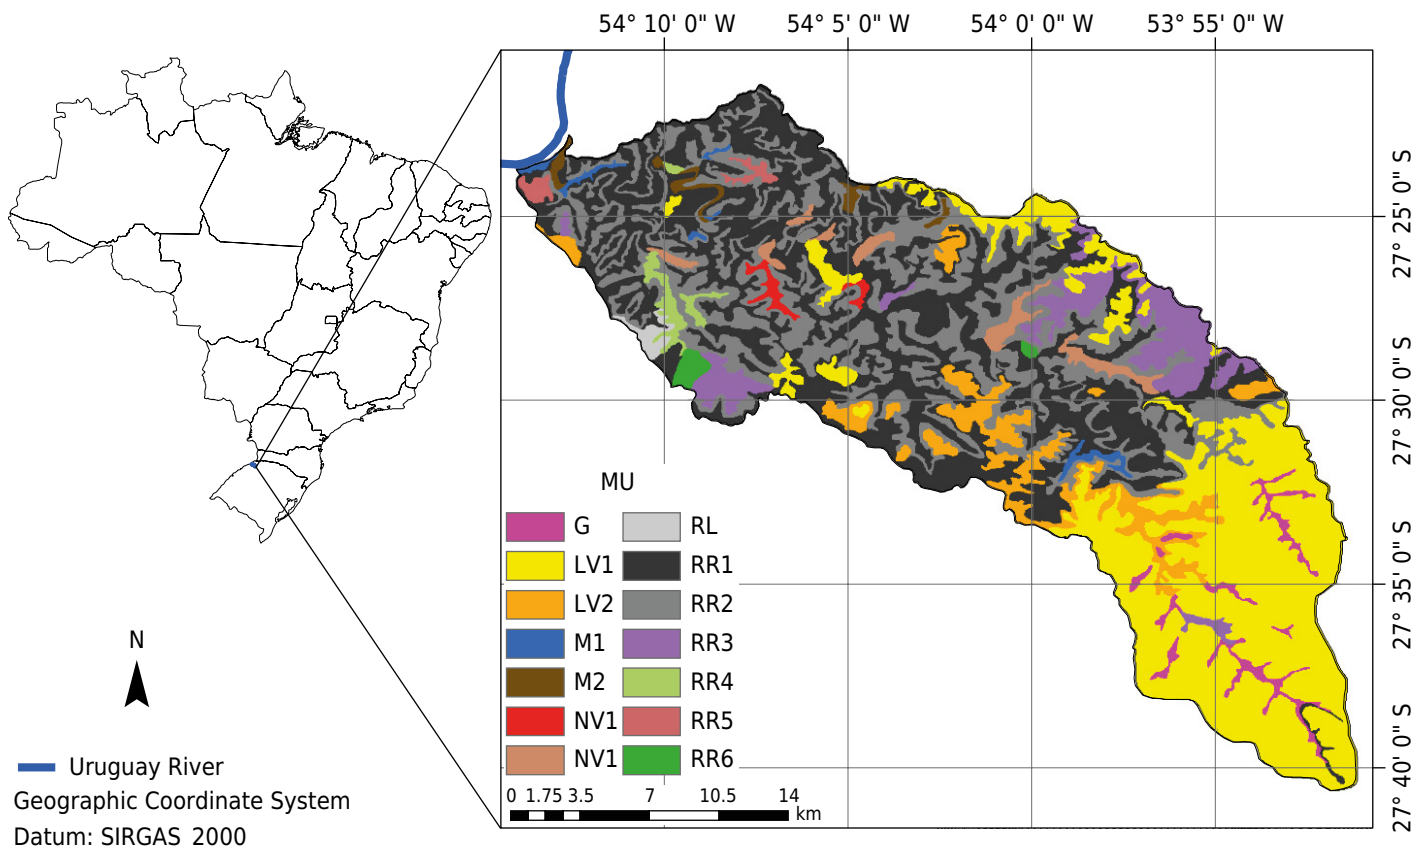 54° 10' 0" W 54° 5' 0" W 54° 0' 0" W 53° 55' 0" W
27° 25' 0" S
27° 30' 0" S
27° 35' 0" S
27° 40' 0" S
MU
G RL
LV1 RR1
LV2 RR2
M1 RR3
M2 RR4
NV1 RR5
NV1 RR6
0 1.75 3.5 7 10.5 14
km
N
Uruguay River
Geographic Coordinate System
Datum: SIRGAS 2000